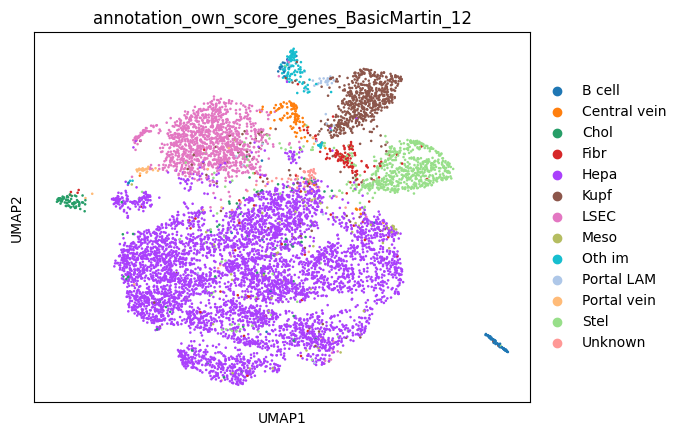 annotation_own_score_genes_BasicMartin_12
UMAP2
UMAP1
B cell
Central vein
Chol
Fibr
Hepa
Kupf
LSEC
Meso
Oth im
Portal LAM
Portal vein
Stel
Unknown